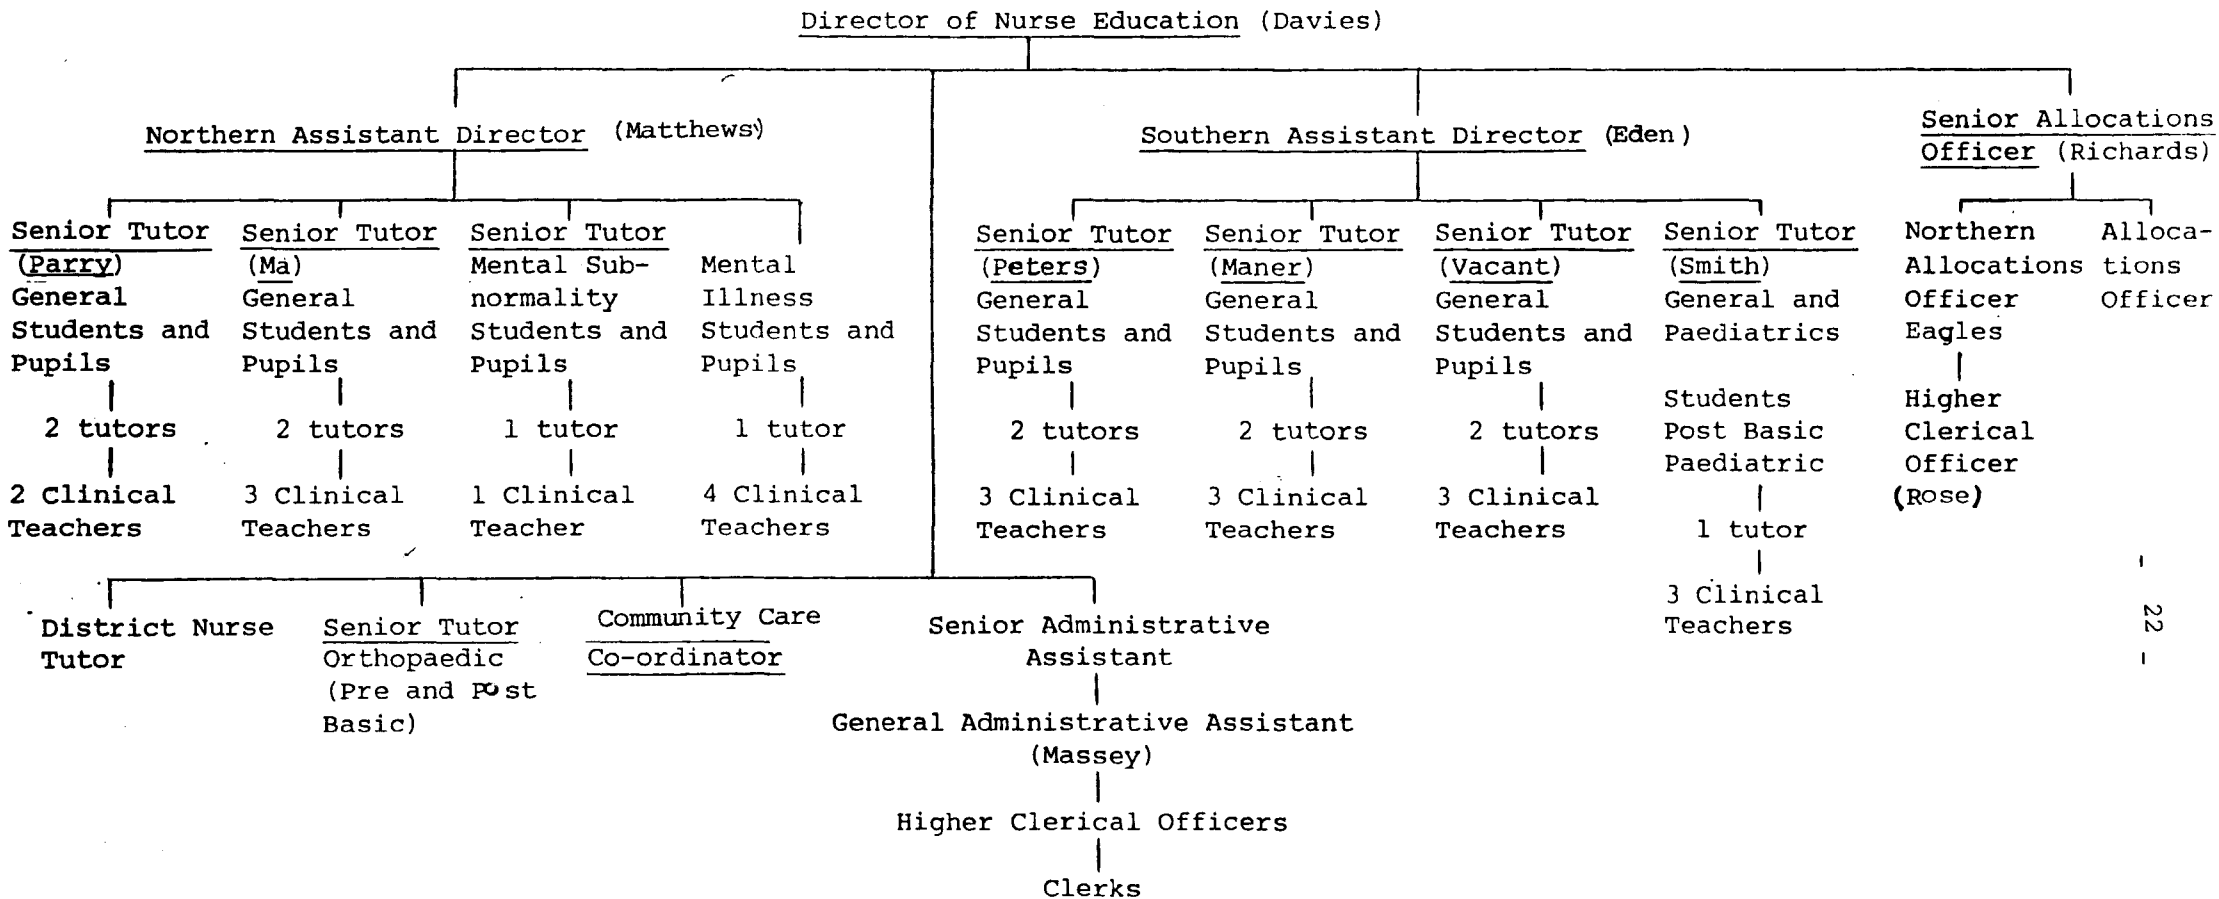 Director of Nurse Education (Davies)
Northern Assistant Director (Matthews)
Southern Assistant Director (Eden)
Senior Allocations
Officer (Richards)
Senior Tutor
(Parry)
General
Students and
Pupils
2 tutors
2 Clinical
Teachers
Senior Tutor
(Ma)
General
Students and
Pupils
2 tutors
3 Clinical
Teachers
Senior Tutor
Mental Sub-
normality
Students and
Pupils
1 tutor
1 Clinical
Teacher
Mental
Illness
Students and
Pupils
1 tutor
4 Clinical
Teachers
Senior Tutor
(Peters)
General
Students and
Pupils
2 tutors
3 Clinical
Teachers
Senior Tutor
(Maner)
General
Students and
Pupils
2 tutors
3 Clinical
Teachers
Senior Tutor
(Vacant)
General
Students and
Pupils
2 tutors
3 Clinical
Teachers
Senior Tutor
(Smith)
General and
Paediatrics
Students
Post Basic
Paediatric
1 tutor
3 Clinical
Teachers
Northern
Allocations
Officer
Eagles
Higher
Clerical
Officer
(Rose)
Alloca-
tions
Officer
District Nurse
Tutor
Senior Tutor
Orthopaedic
(Pre and Post
Basic)
Community Care
Co-ordinator
Senior Administrative
Assistant
General Administrative Assistant
(Massey)
Higher Clerical Officers
Clerks
- 22 -